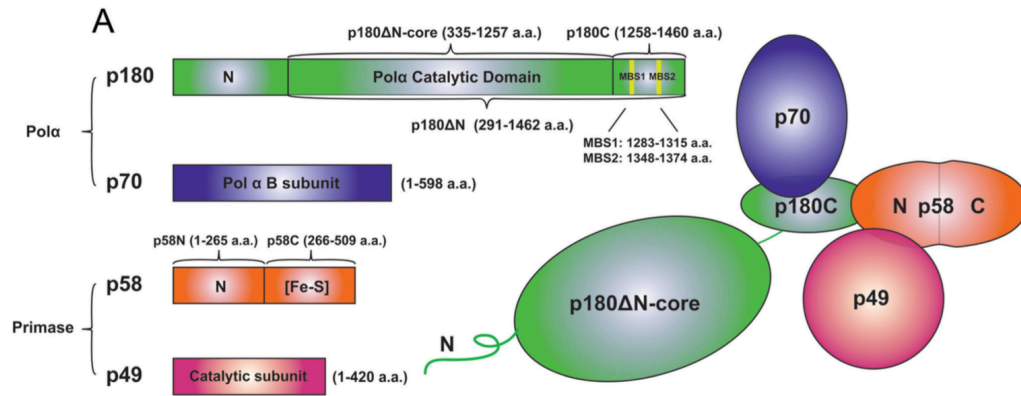 A
p180ΔN-core (335-1257 a.a.) p180C (1258-1460 a.a.)
p180 N Polα Catalytic Domain MBS1 MBS2
p180ΔN (291-1462 a.a.)
MBS1: 1283-1315 a.a.
MBS2: 1348-1374 a.a.
Polα
p70 Pol α B subunit (1-598 a.a.)
p58N (1-265 a.a.) p58C (266-509 a.a.)
p58 N [Fe-S]
Primase
p49 Catalytic subunit (1-420 a.a.)
p70
p180C N p58 C
p49
p180ΔN-core
N